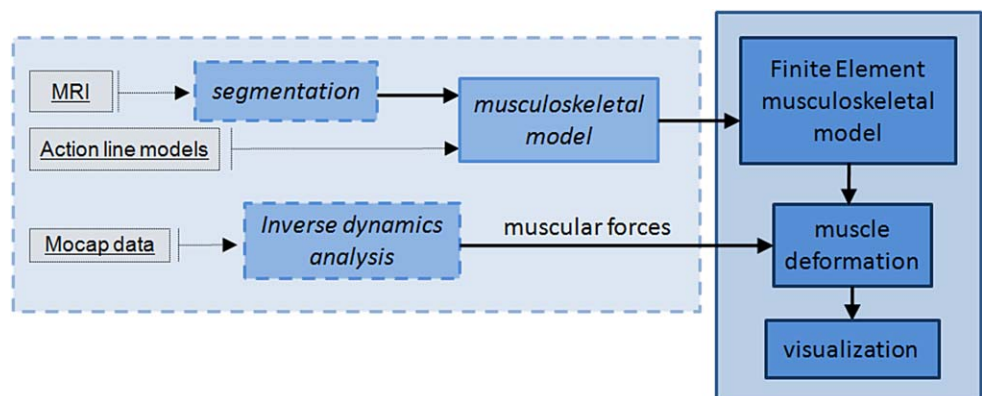 MRI
segmentation
musculoskeletal
model
Action line models
Finite Element
musculoskeletal
model
Mocap data
Inverse dynamics
analysis
muscular forces
muscle
deformation
visualization